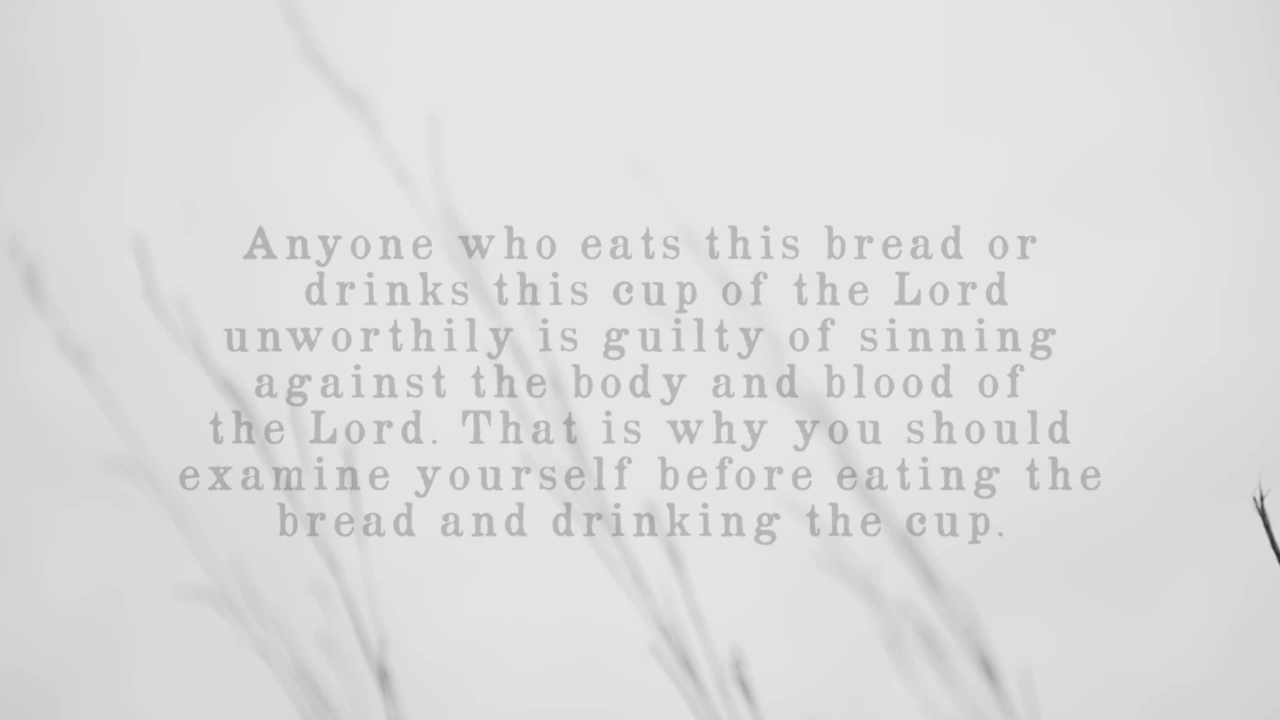 Anyone who eats this bread or
drinks this cup of the Lord
unworthily is guilty of sinning
against the body and blood of
the Lord. That is why you should
examine yourself before eating the
bread and drinking the cup.